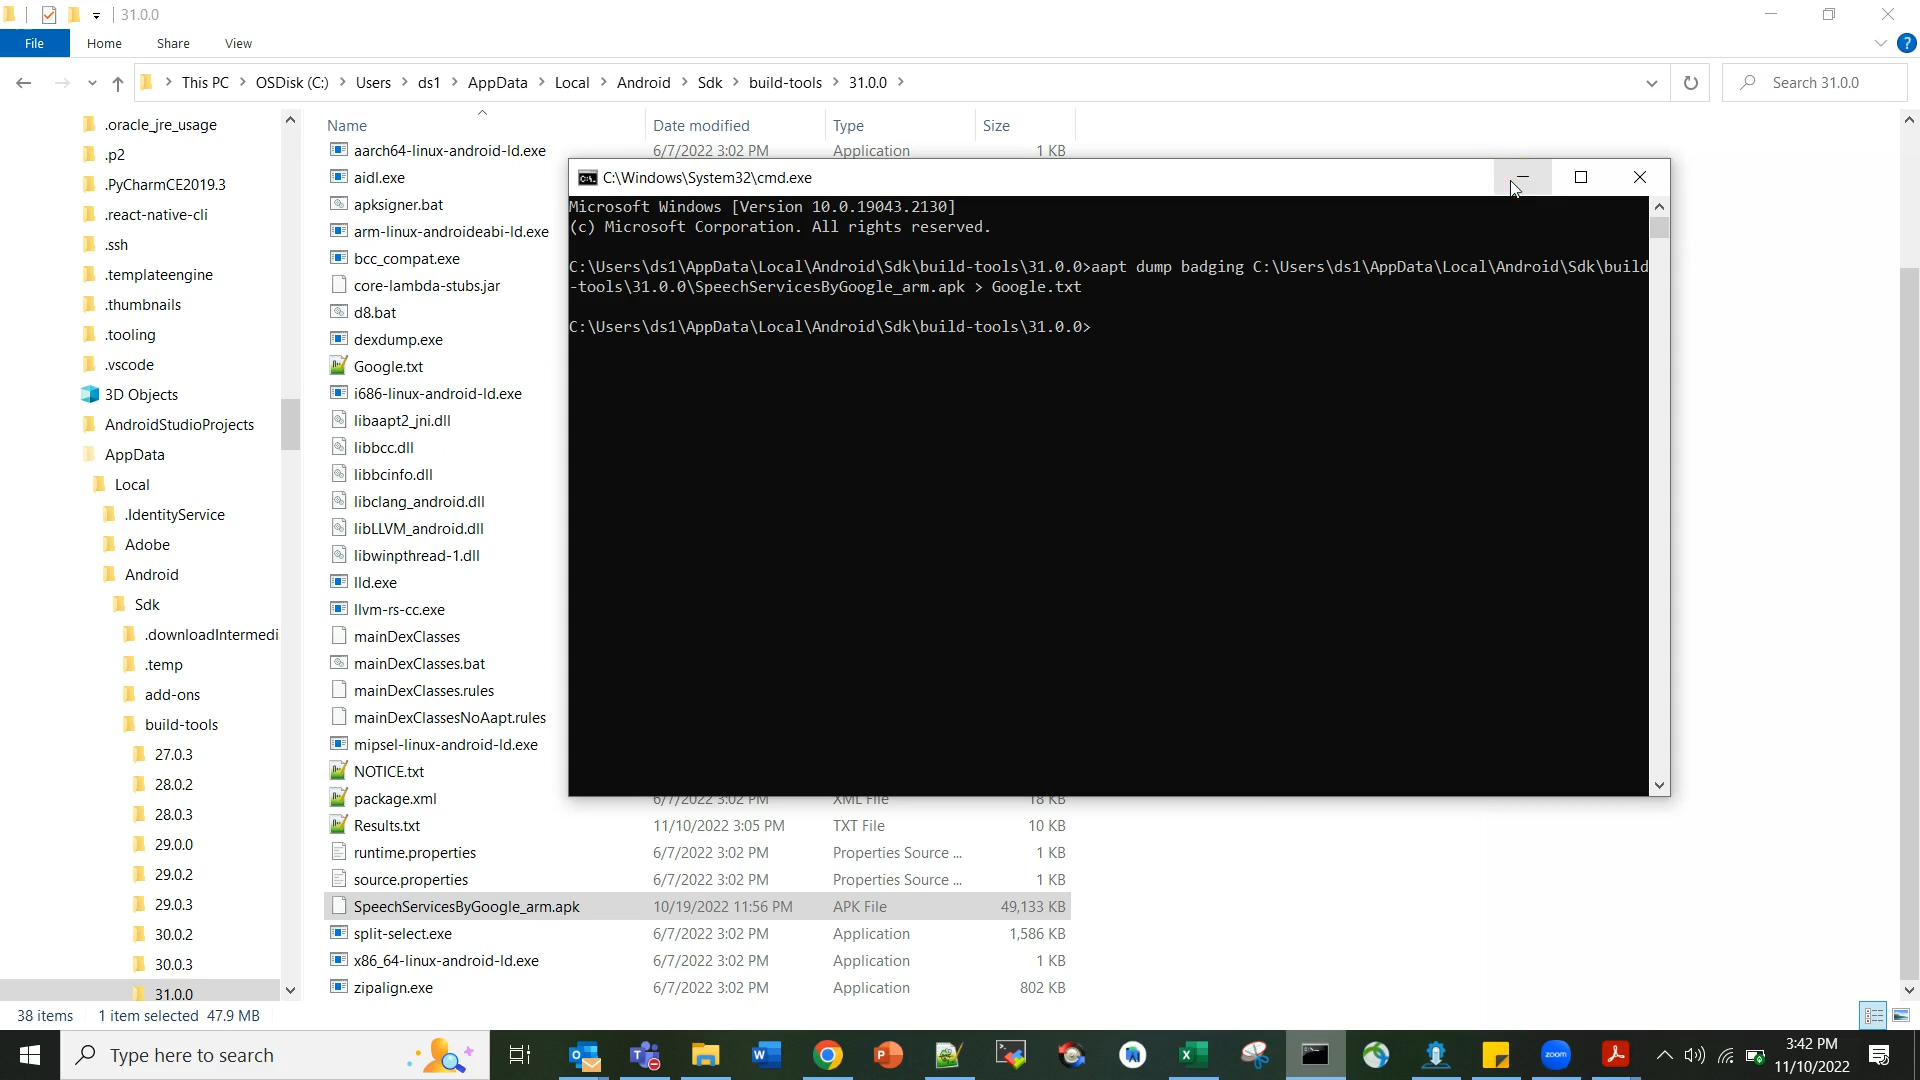 31.0.0
File Home Share View
This PC > OSDisk (C:) > Users > ds1 > AppData > Local > Android > Sdk > build-tools > 31.0.0 >
Search 31.0.0
.oracle_jre_usage
.p2
.PyCharmCE2019.3
.react-native-cli
.ssh
.templateengine
.thumbnails
.tooling
.vscode
3D Objects
AndroidStudioProjects
AppData
Local
.IdentityService
Adobe
Android
Sdk
.downloadIntermedi
.temp
add-ons
build-tools
27.0.3
28.0.2
28.0.3
29.0.0
29.0.2
29.0.3
30.0.2
30.0.3
31.0.0
Name Date modified Type Size
aarch64-linux-android-ld.exe 6/7/2022 3:02 PM Application 1 KB
aidl.exe
apksigner.bat
arm-linux-androideabi-ld.exe
bcc_compat.exe
core-lambda-stubs.jar
d8.bat
dexdump.exe
Google.txt
i686-linux-android-ld.exe
libaapt2_jni.dll
libbcc.dll
libbcinfo.dll
libclang_android.dll
libLLVM_android.dll
libwinpthread-1.dll
lld.exe
llvm-rs-cc.exe
mainDexClasses
mainDexClasses.bat
mainDexClasses.rules
mainDexClassesNoAapt.rules
mipsel-linux-android-ld.exe
NOTICE.txt
package.xml 6/7/2022 3:02 PM XML File 18 KB
Results.txt 11/10/2022 3:05 PM TXT File 10 KB
runtime.properties 6/7/2022 3:02 PM Properties Source ... 1 KB
source.properties 6/7/2022 3:02 PM Properties Source ... 1 KB
SpeechServicesByGoogle_arm.apk 10/19/2022 11:56 PM APK File 49,133 KB
split-select.exe 6/7/2022 3:02 PM Application 1,586 KB
x86_64-linux-android-ld.exe 6/7/2022 3:02 PM Application 1 KB
zipalign.exe 6/7/2022 3:02 PM Application 802 KB
C:\Windows\System32\cmd.exe
Microsoft Windows [Version 10.0.19043.2130]
(c) Microsoft Corporation. All rights reserved.
C:\Users\ds1\AppData\Local\Android\Sdk\build-tools\31.0.0>aapt dump badging C:\Users\ds1\AppData\Local\Android\Sdk\build
-tools\31.0.0\SpeechServicesByGoogle_arm.apk > Google.txt
C:\Users\ds1\AppData\Local\Android\Sdk\build-tools\31.0.0>
38 items 1 item selected 47.9 MB
Type here to search
zoom
3:42 PM
11/10/2022